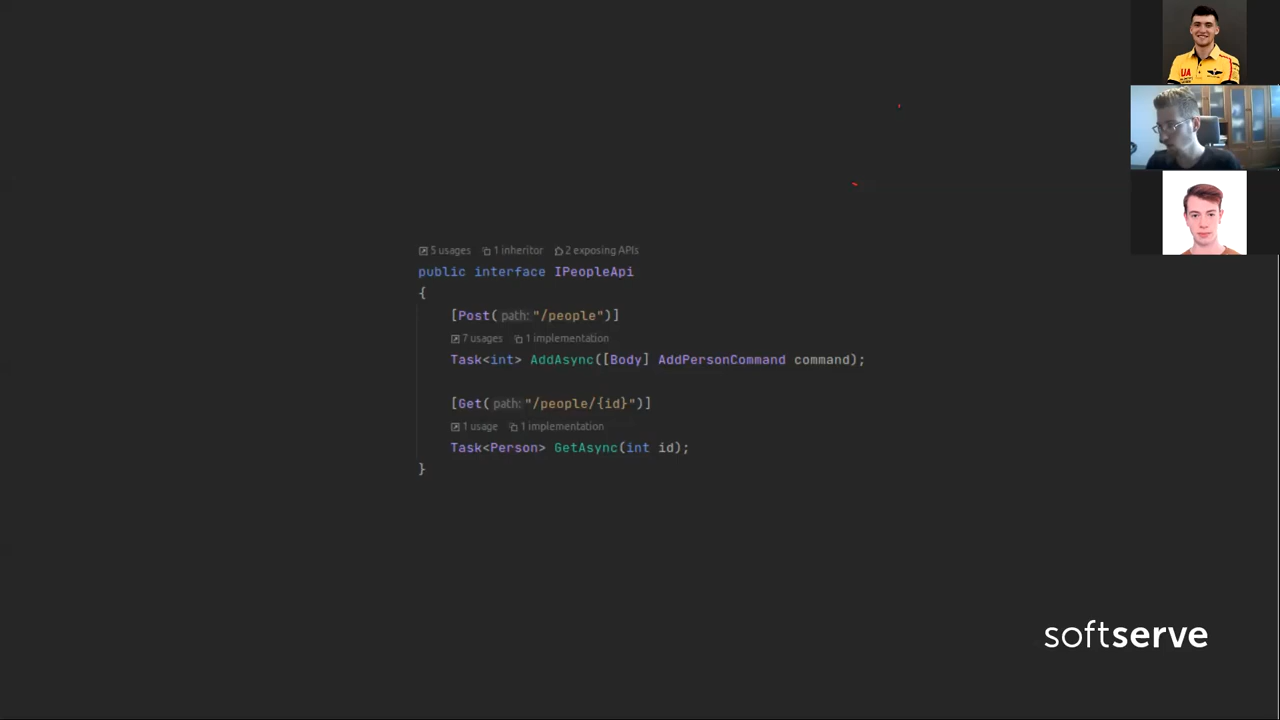 5 usages 1 inheritor 2 exposing APIs
public interface IPeopleApi
{
[Post( path: "/people")]
7 usages 1 implementation
Task<int> AddAsync([Body] AddPersonCommand command);
[Get( path: "/people/{id}")]
1 usage 1 implementation
Task<Person> GetAsync(int id);
}
softserve
UA